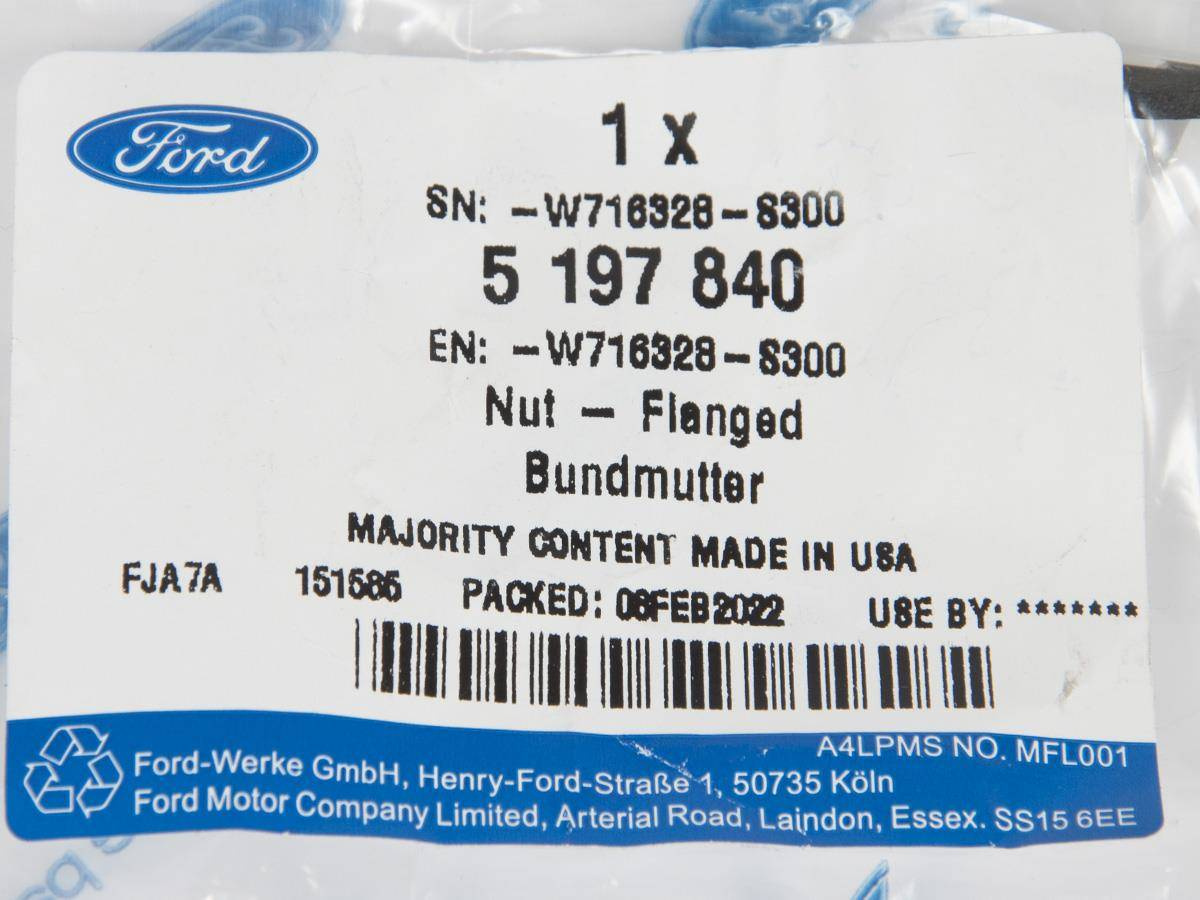 Ford
1 x
SN: -W716328-S300
5 197 840
EN: -W716328-S300
Nut - Flanged
Bundmutter
MAJORITY CONTENT MADE IN USA
FJA7A 151585 PACKED: 08FEB2022 USE BY: *******
A4LPMS NO. MFL001
Ford-Werke GmbH, Henry-Ford-Straße 1, 50735 Köln
Ford Motor Company Limited, Arterial Road, Laindon, Essex. SS15 6EE